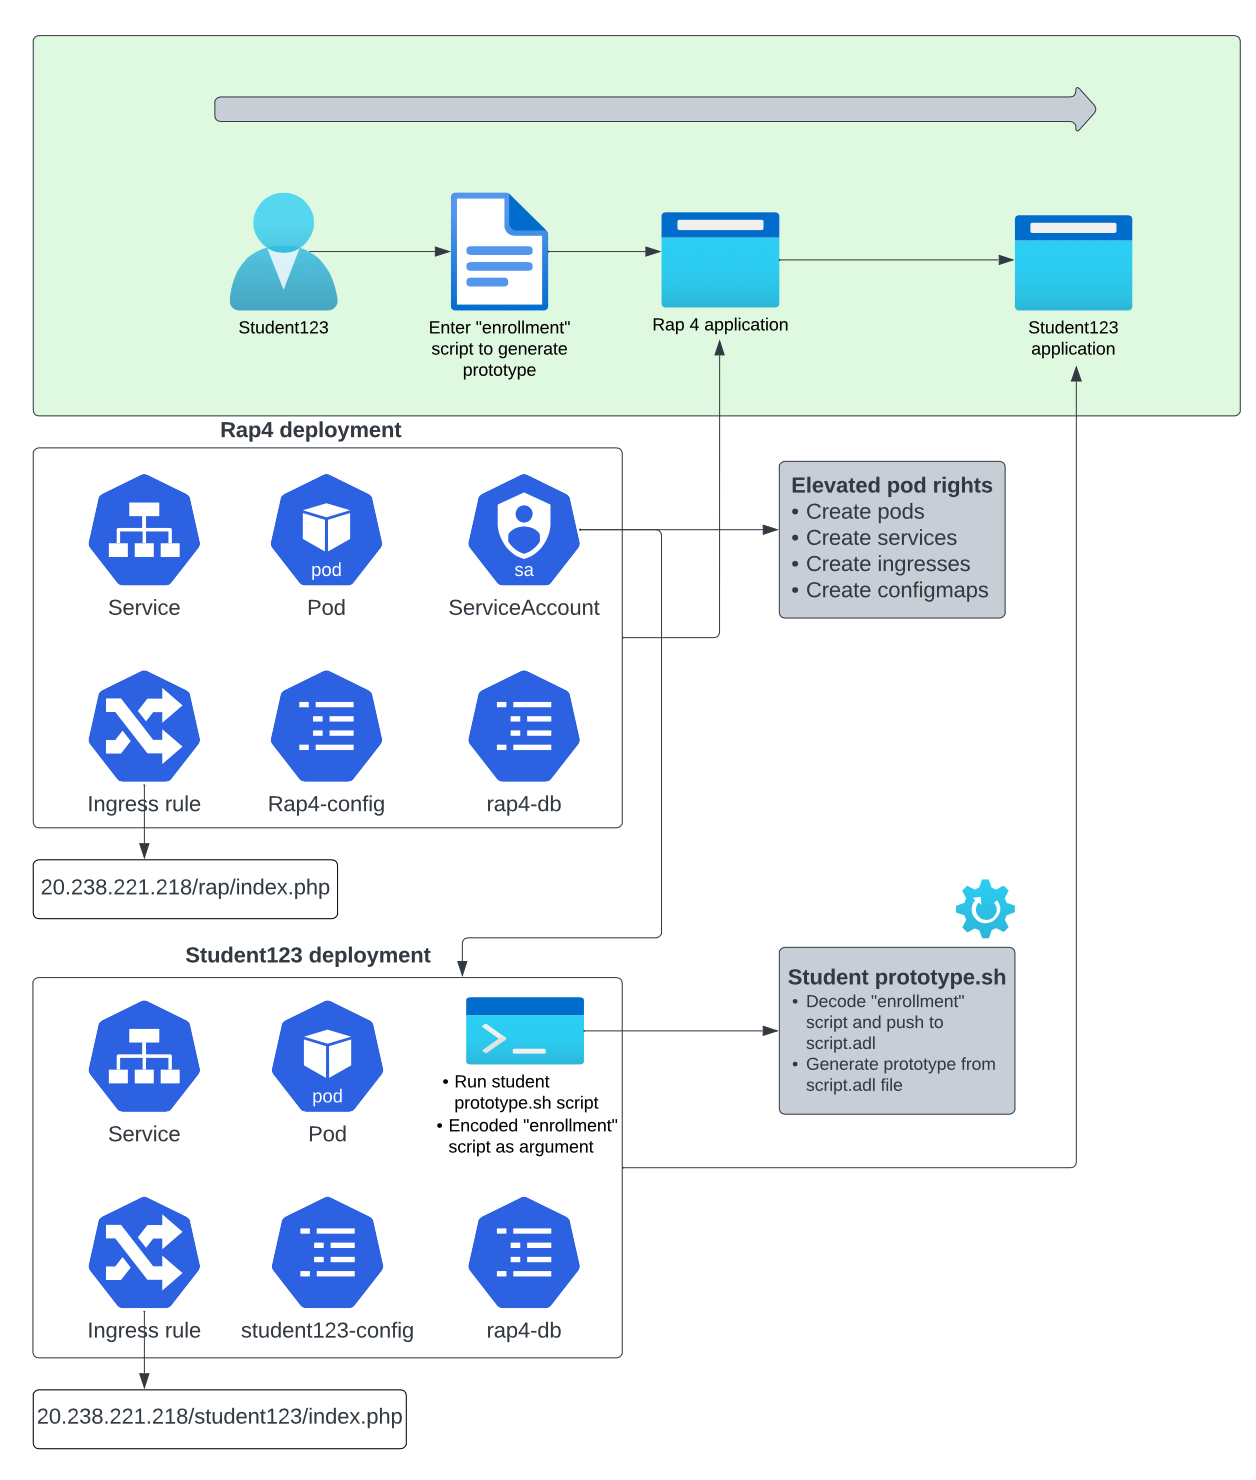 Student123
Enter "enrollment"
script to generate
prototype
Rap 4 application
Student123
application
Rap4 deployment
Service
pod
Pod
sa
ServiceAccount
Elevated pod rights
• Create pods
• Create services
• Create ingresses
• Create configmaps
Ingress rule
Rap4-config
rap4-db
20.238.221.218/rap/index.php
Student123 deployment
Service
pod
Pod
• Run student
prototype.sh script
• Encoded "enrollment"
script as argument
Student prototype.sh
• Decode "enrollment"
script and push to
script.adl
• Generate prototype from
script.adl file
Ingress rule
student123-config
rap4-db
20.238.221.218/student123/index.php